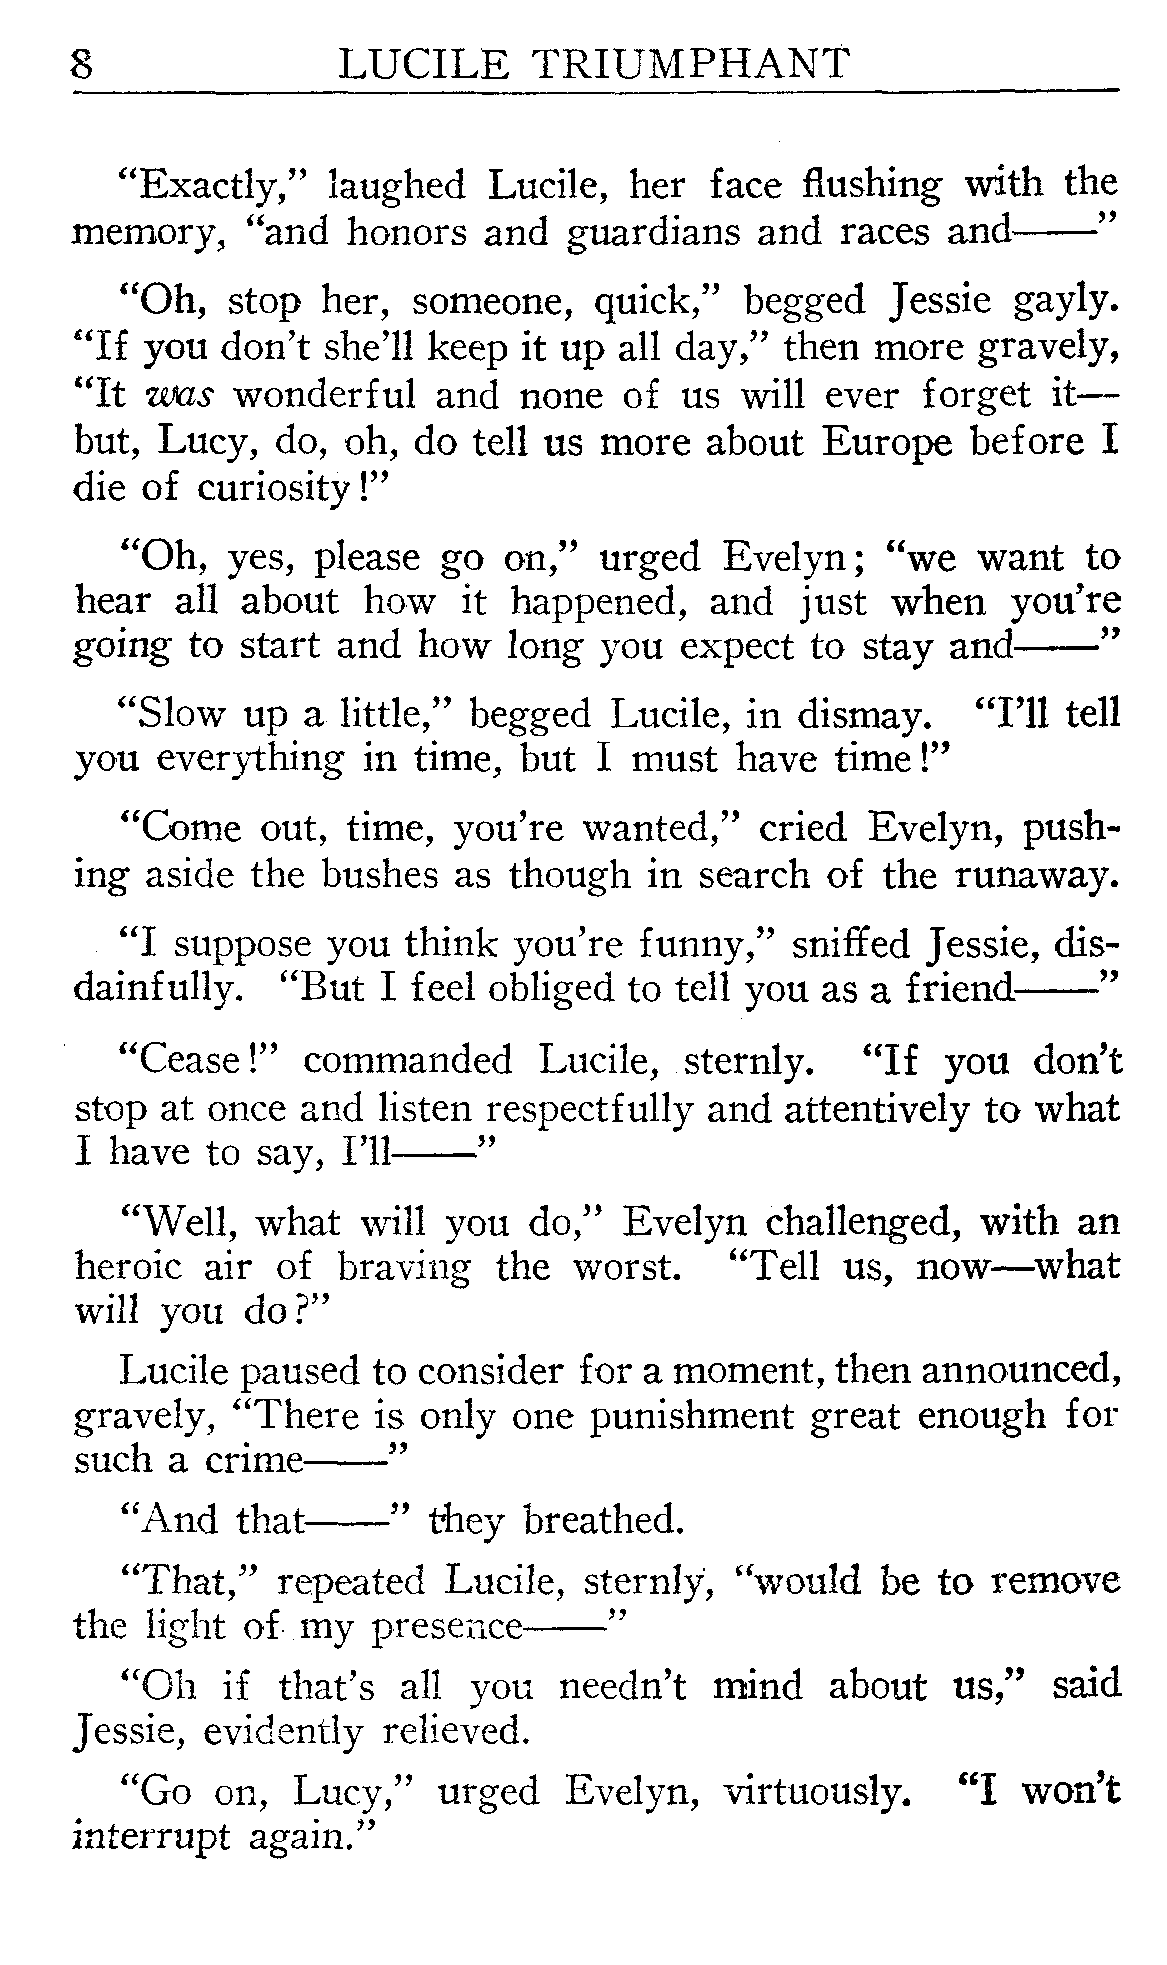 8 LUCILE TRIUMPHANT
“Exactly,” laughed Lucile, her face flushing with the
memory, “and honors and guardians and races and——”
“Oh, stop her, someone, quick,” begged Jessie gayly.
“If you don’t she’ll keep it up all day,” then more gravely,
“It was wonderful and none of us will ever forget it—
but, Lucy, do, oh, do tell us more about Europe before I
die of curiosity!”
“Oh, yes, please go on,” urged Evelyn; “we want to
hear all about how it happened, and just when you’re
going to start and how long you expect to stay and——”
“Slow up a little,” begged Lucile, in dismay. “I’ll tell
you everything in time, but I must have time!”
“Come out, time, you’re wanted,” cried Evelyn, push-
ing aside the bushes as though in search of the runaway.
“I suppose you think you’re funny,” sniffed Jessie, dis-
dainfully. “But I feel obliged to tell you as a friend——”
“Cease!” commanded Lucile, sternly. “If you don’t
stop at once and listen respectfully and attentively to what
I have to say, I’ll——”
“Well, what will you do,” Evelyn challenged, with an
heroic air of braving the worst. “Tell us, now—what
will you do?”
Lucile paused to consider for a moment, then announced,
gravely, “There is only one punishment great enough for
such a crime——”
“And that——” they breathed.
“That,” repeated Lucile, sternly, “would be to remove
the light of my presence——”
“Oh if that’s all you needn’t mind about us,” said
Jessie, evidently relieved.
“Go on, Lucy,” urged Evelyn, virtuously. “I won’t
interrupt again.”